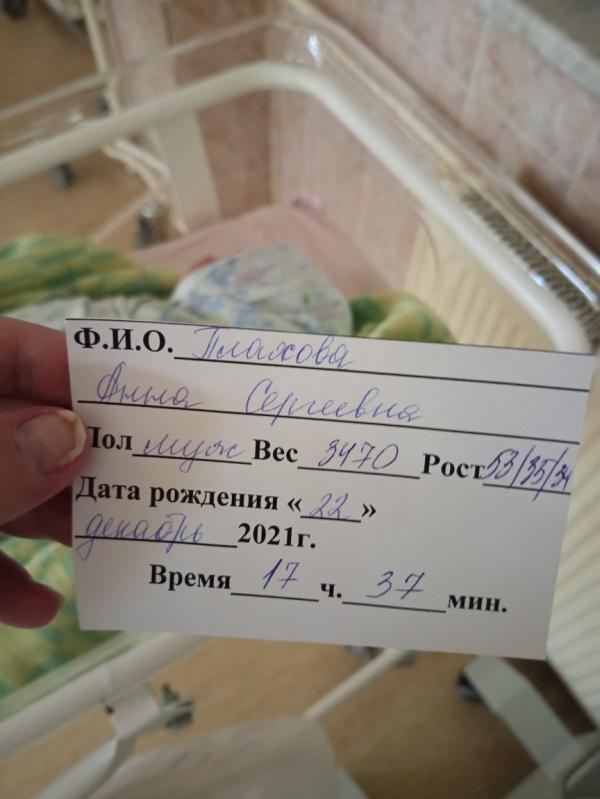 Ф.И.О. Плахова
Анна Сергеевна
Пол муж Вес 3470 Рост 53/35/34
Дата рождения «22»
декабрь 2021г.
Время 17 ч. 37 мин.